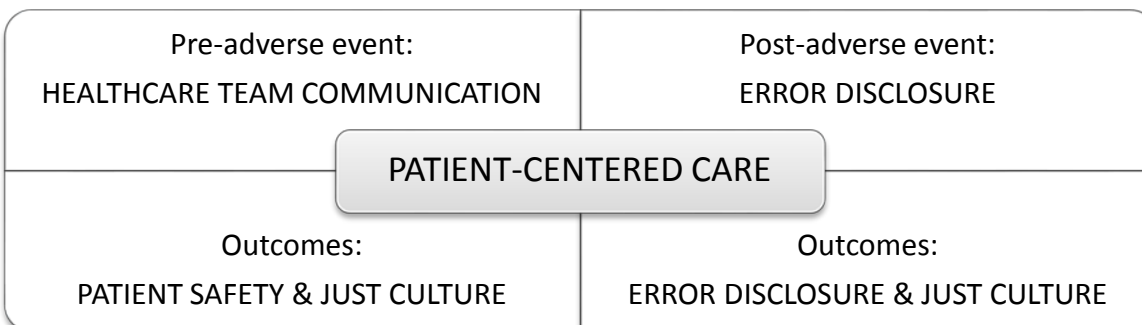 Pre-adverse event:
HEALTHCARE TEAM COMMUNICATION
Post-adverse event:
ERROR DISCLOSURE
PATIENT-CENTERED CARE
Outcomes:
PATIENT SAFETY & JUST CULTURE
Outcomes:
ERROR DISCLOSURE & JUST CULTURE